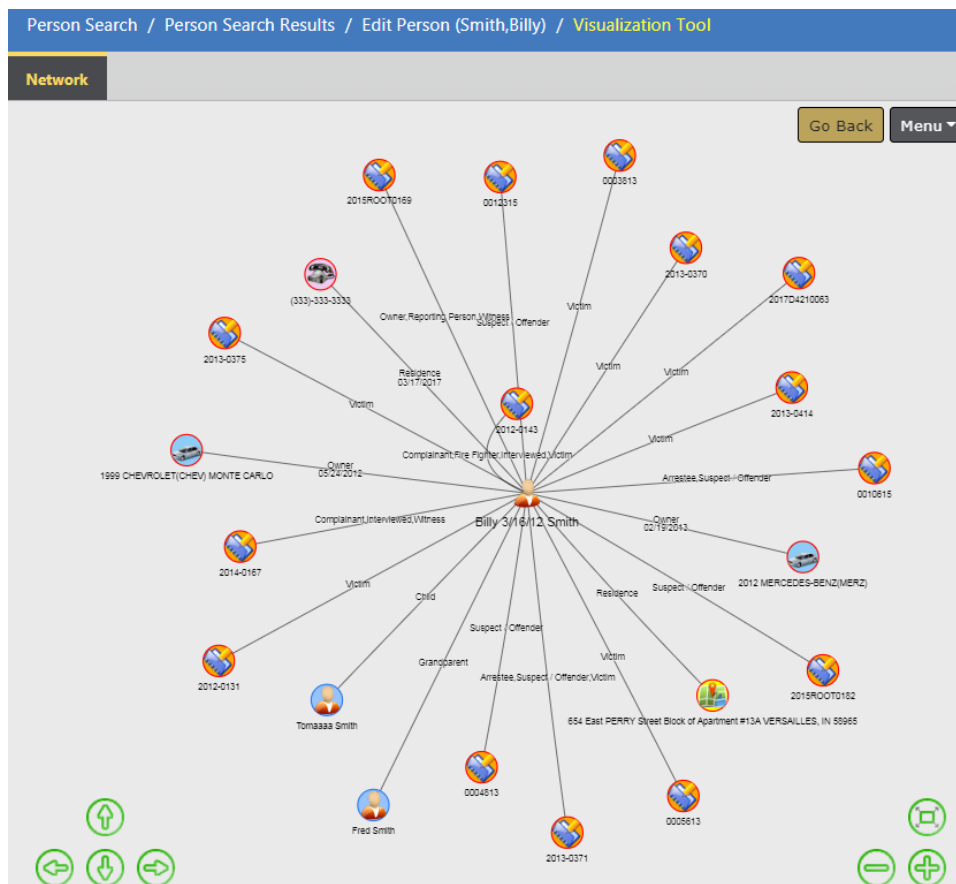 Person Search / Person Search Results / Edit Person (Smith,Billy) / Visualization Tool
Network
Go Back
Menu
0003813
2015ROOT0169
0012315
2013-0370
2017D4210063
(333)-333-3333
Owner,Reporting Person,Witness
Suspect / Offender
Victim
2013-0375
Residence
03/17/2017
Victim
Victim
2013-0414
Victim
2012-0143
Victim
Complainant,Fire Fighter,Interviewed,Victim
1999 CHEVROLET(CHEV) MONTE CARLO
Owner
05/24/2012
Arrestee,Suspect / Offender
0010615
Complainant,Interviewed,Witness
Billy 3/16/12 Smith
Owner
02/19/2013
2014-0167
2012 MERCEDES-BENZ(MERZ)
Victim
Child
Residence
Suspect / Offender
Suspect / Offender
Grandparent
Victim
2012-0131
Arrestee,Suspect / Offender,Victim
2015ROOT0182
Tomaaaa Smith
654 East PERRY Street Block of Apartment #13A VERSAILLES, IN 58965
0004813
0005613
Fred Smith
2013-0371